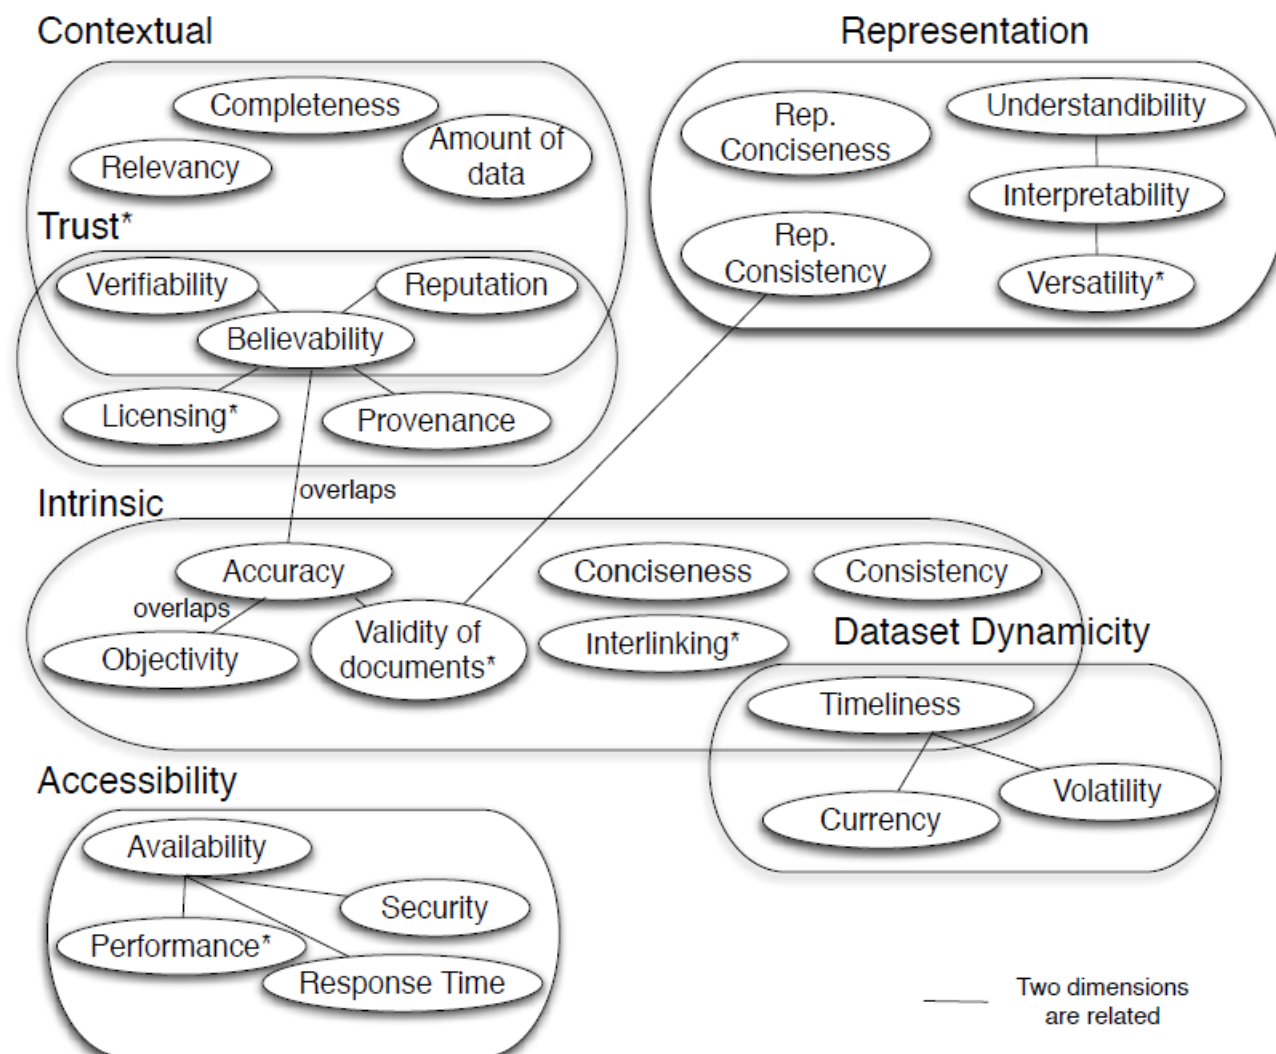 Contextual
Completeness
Amount of
data
Relevancy
Trust*
Verifiability
Reputation
Believability
Licensing*
Provenance
Representation
Rep.
Conciseness
Understandibility
Interpretability
Rep.
Consistency
Versatility*
overlaps
Intrinsic
Accuracy
Conciseness
Consistency
overlaps
Objectivity
Validity of
documents*
Interlinking*
Dataset Dynamicity
Timeliness
Volatility
Currency
Accessibility
Availability
Security
Performance*
Response Time
Two dimensions
are related